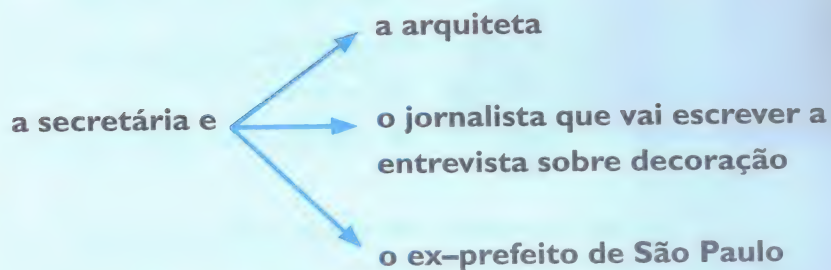 a arquiteta
a secretária e
o jornalista que vai escrever a
entrevista sobre decoração
o ex-prefeito de São Paulo